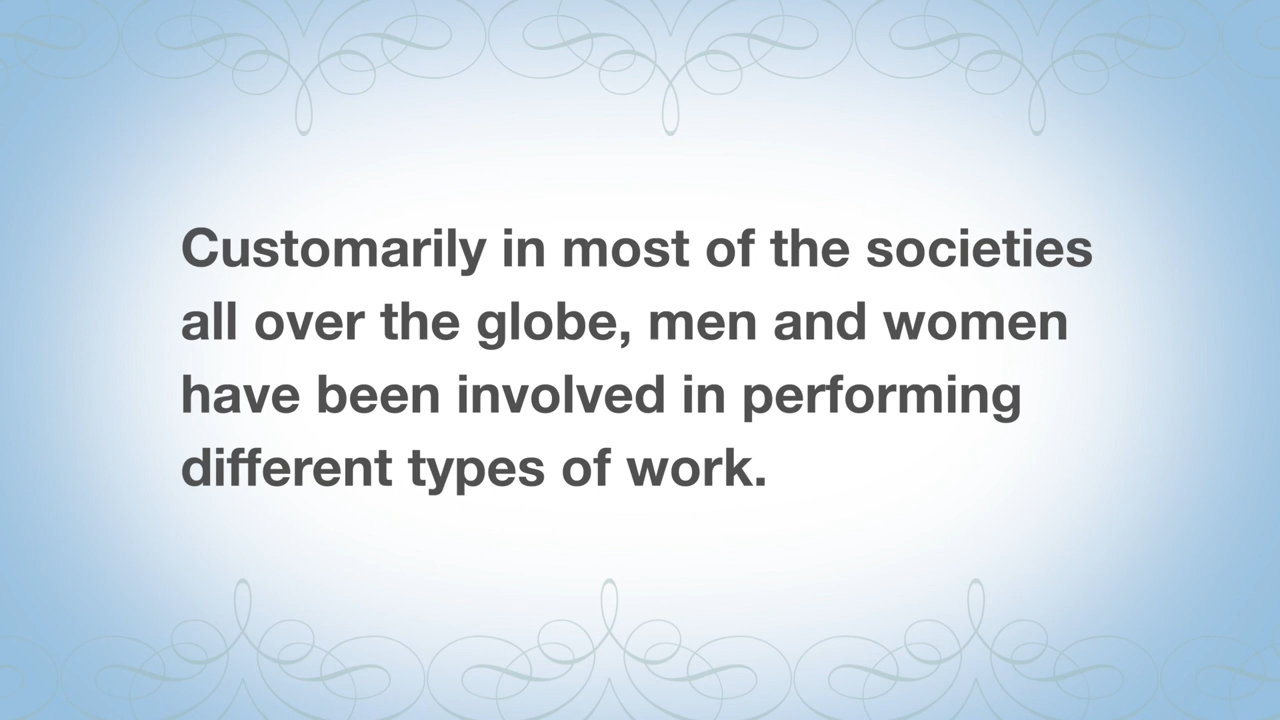 Customarily in most of the societies
all over the globe, men and women
have been involved in performing
different types of work.